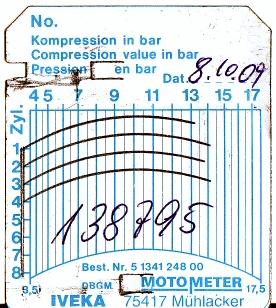 No.
Kompression in bar
Compression value in bar
Pression en bar
Dat. 8.10.09
4 5 7 9 11 13 15 17
Zyl.
1
2
3
4
5
6
7
8
138795
Best. Nr. 5 1341 248 00
3,5 DBGM MOTOMETER 17,5
IVEKA 75417 Mühlacker